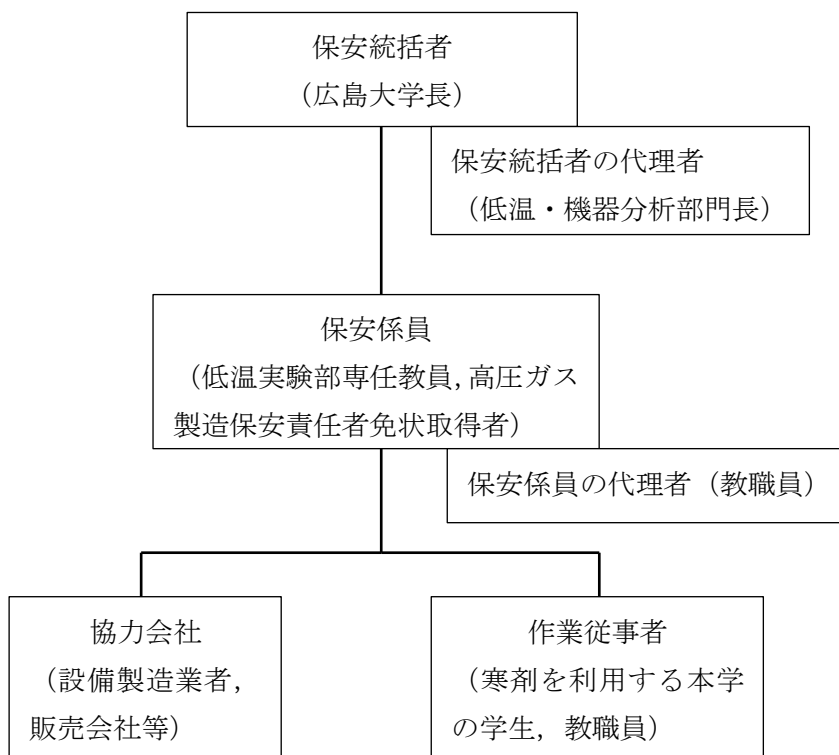 保安統括者
（広島大学長）
保安統括者の代理者
（低温・機器分析部門長）
保安係員
（低温実験部専任教員,高圧ガス
製造保安責任者免状取得者）
保安係員の代理者（教職員）
協力会社
（設備製造業者,
販売会社等）
作業従事者
（寒剤を利用する本学
の学生，教職員）